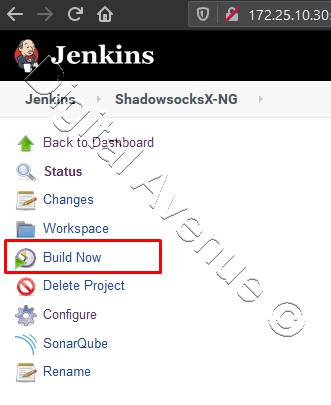 172.25.10.30
Jenkins
Jenkins ShadowsocksX-NG
Back to Dashboard
Status
Changes
Workspace
Build Now
Delete Project
Configure
SonarQube
Rename
Digital Avenue ©